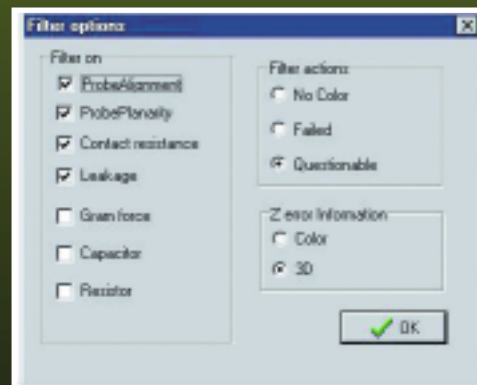 Filter options
Filter on
ProbeAlignment
ProbePlanarity
Contact resistance
Leakage
Gram force
Capacitor
Resistor
Filter actions
No Color
Failed
Questionable
Z error Information
Color
3D
OK